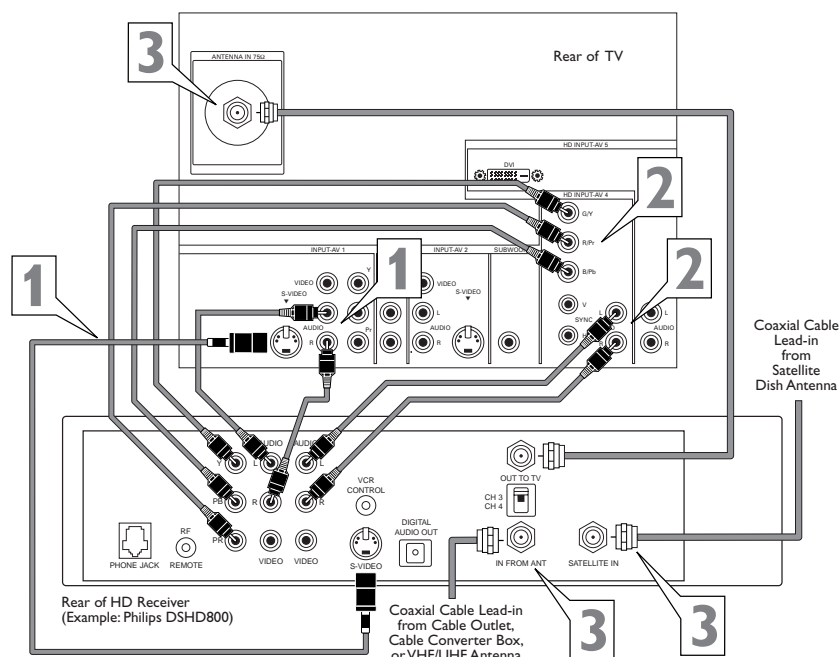 3
ANTENNA IN 75Ω
Rear of TV
HD INPUT-AV 5
DVI
HD INPUT-AV 4
2
G/Y
R/Pr
B/Pb
1
1
2
INPUT-AV 1
INPUT-AV 2
VIDEO
Y
VIDEO
S-VIDEO
S-VIDEO
L
AUDIO
R
Pr
AUDIO
R
V
SYNC
L
L
AUDIO
R
Coaxial Cable
Lead-in
from
Satellite
Dish Antenna
Y
L
AUDIO
L
PB
R
R
PR
VIDEO
VIDEO
VCR
CONTROL
S-VIDEO
DIGITAL
AUDIO OUT
OUT TO TV
CH 3
CH 4
PHONE JACK
RF
REMOTE
IN FROM ANT
SATELLITE IN
3
3
Rear of HD Receiver
(Example: Philips DSHD800)
Coaxial Cable Lead-in
from Cable Outlet,
Cable Converter Box,
or VHF/UHF Antenna